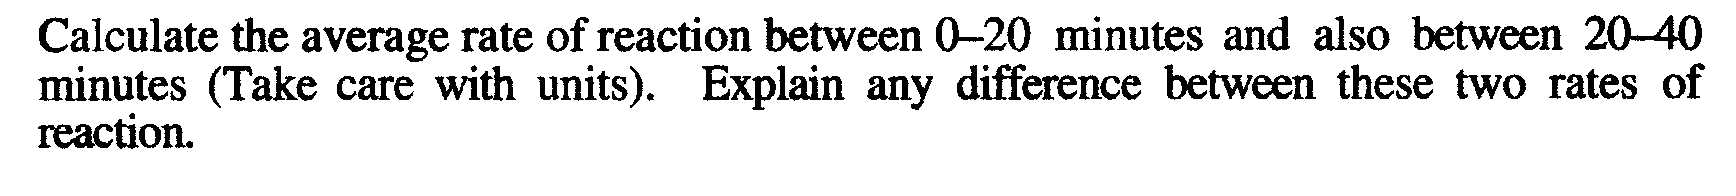 Calculate the average rate of reaction between 0–20 minutes and also between 20–40
minutes (Take care with units). Explain any difference between these two rates of
reaction.